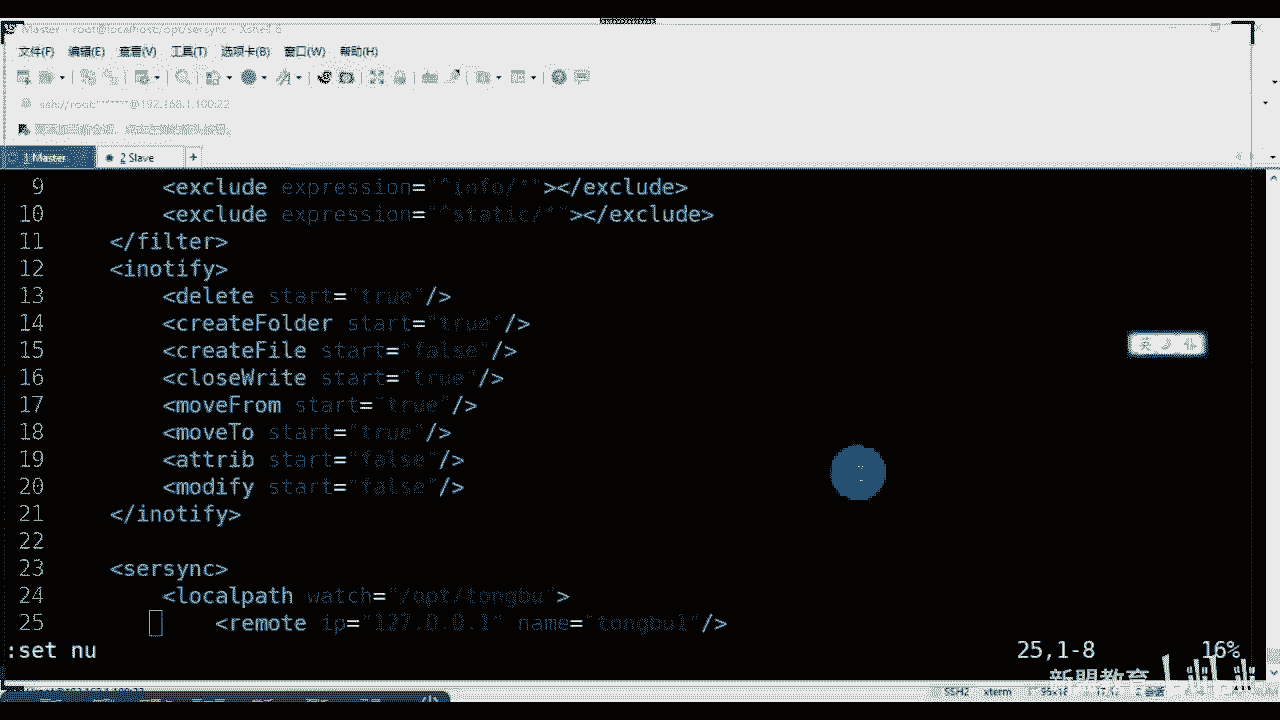 Master - root@localhost:/opt/sersync - Xshell 6
文件(F) 编辑(E) 查看(V) 工具(T) 选项卡(B) 窗口(W) 帮助(H)
ssh://root:******@192.168.1.100:22
1 Master 2 Slave +
9 <exclude expression="^info/*"></exclude>
10 <exclude expression="^static/*"></exclude>
11 </filter>
12 <inotify>
13 <delete start="true"/>
14 <createFolder start="true"/>
15 <createFile start="false"/>
16 <closeWrite start="true"/>
17 <moveFrom start="true"/>
18 <moveTo start="true"/>
19 <attrib start="false"/>
20 <modify start="false"/>
21 </inotify>
22
23 <sersync>
24 <localpath watch="/opt/tongbu">
25 <remote ip="127.0.0.1" name="tongbu1"/>
:set nu 25,1-8 16%
新盟教育 bilibili
SSH2 xterm